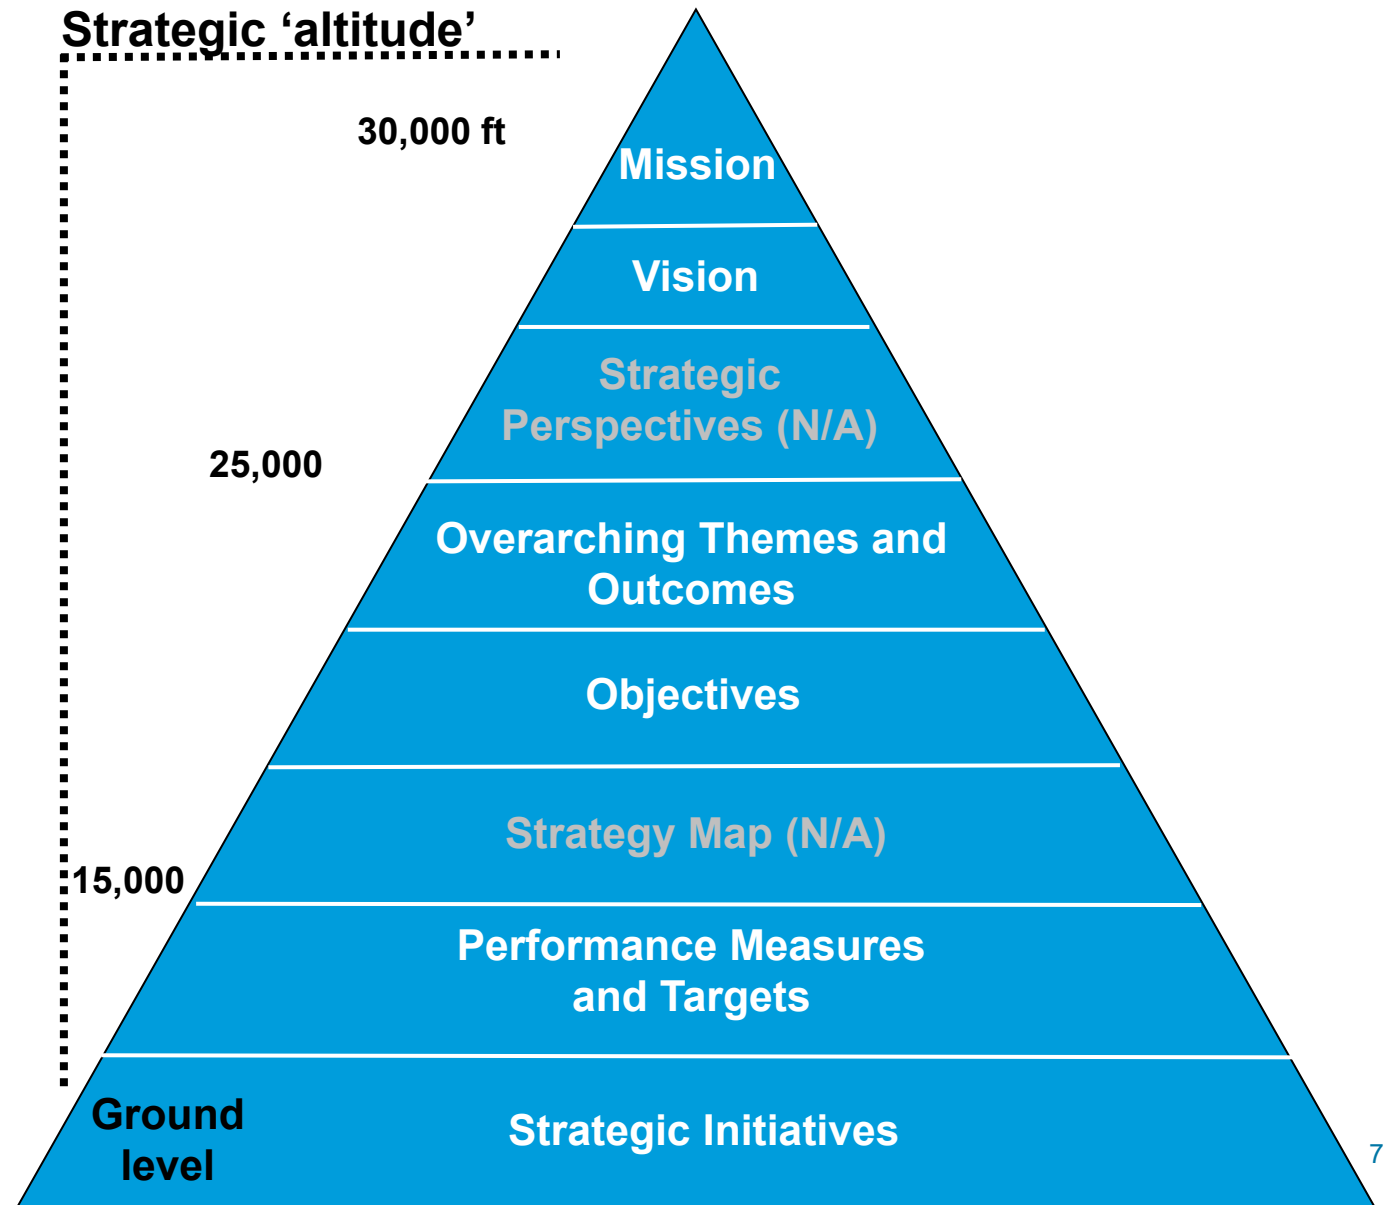 Strategic ‘altitude’
30,000 ft
Mission
Vision
Strategic
Perspectives (N/A)
25,000
Overarching Themes and
Outcomes
Objectives
Strategy Map (N/A)
15,000
Performance Measures
and Targets
Ground
level
Strategic Initiatives
7